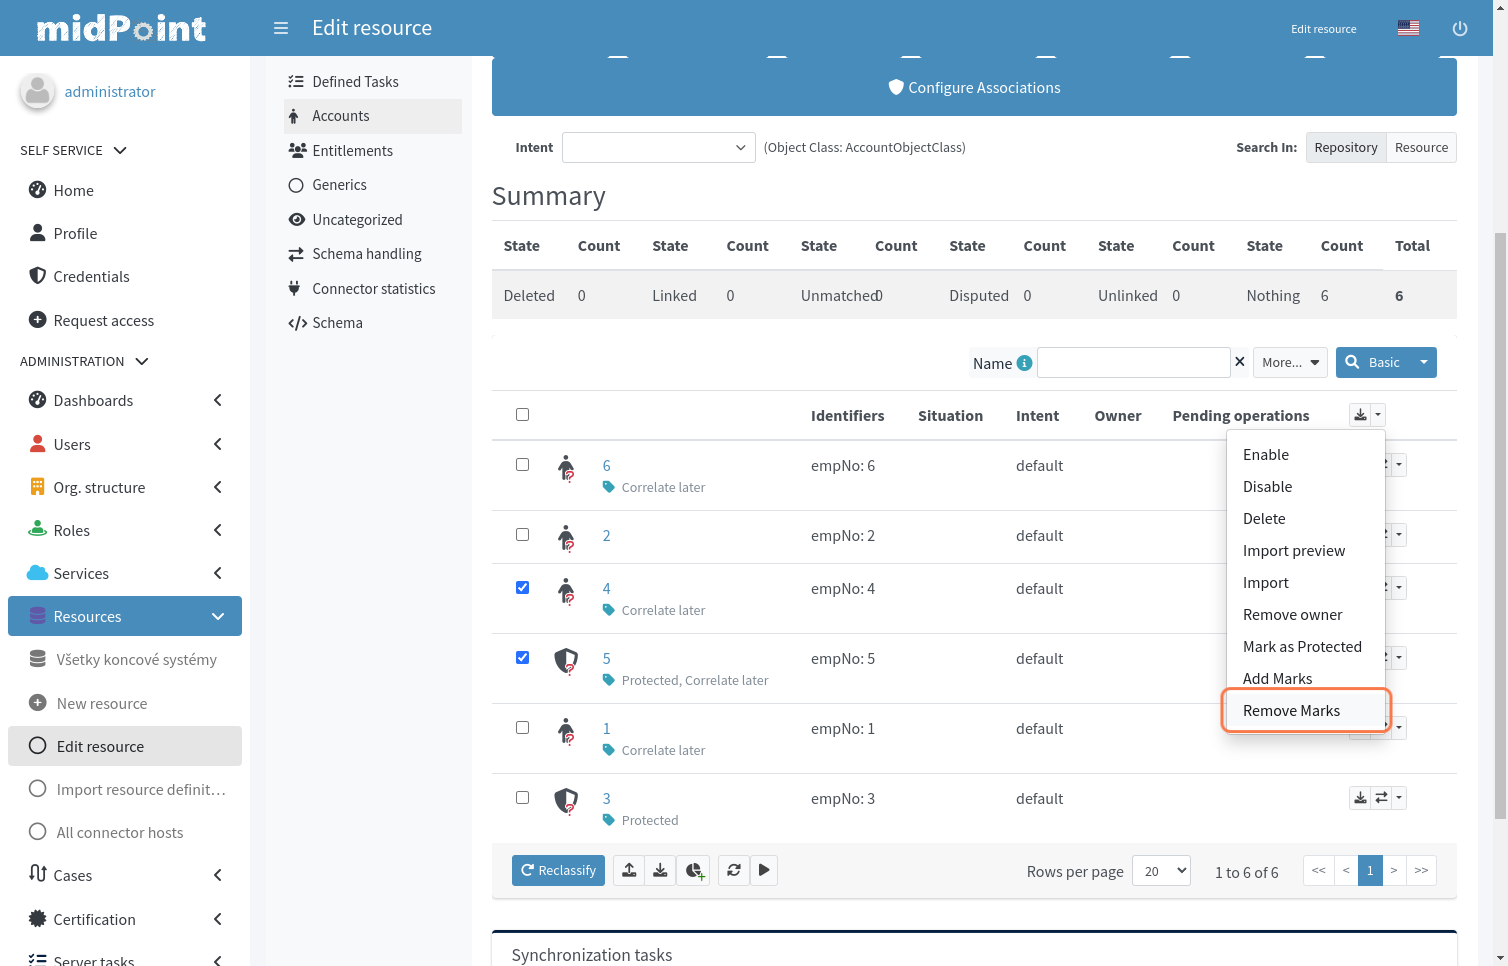 midPoint
Edit resource
Edit resource
administrator
SELF SERVICE
Home
Profile
Credentials
Request access
ADMINISTRATION
Dashboards
Users
Org. structure
Roles
Services
Resources
Všetky koncové systémy
New resource
Edit resource
Import resource definit...
All connector hosts
Cases
Certification
Server tasks
Defined Tasks
Accounts
Entitlements
Generics
Uncategorized
Schema handling
Connector statistics
Schema
Configure Associations
Intent (Object Class: AccountObjectClass) Search In: Repository Resource
Summary
State Count State Count State Count State Count State Count State Count Total
Deleted 0 Linked 0 Unmatched 0 Disputed 0 Unlinked 0 Nothing 6 6
Name More... Basic
Identifiers Situation Intent Owner Pending operations
6 empNo: 6 default
Correlate later
2 empNo: 2 default
4 empNo: 4 default
Correlate later
5 empNo: 5 default
Protected, Correlate later
1 empNo: 1 default
Correlate later
3 empNo: 3 default
Protected
Enable
Disable
Delete
Import preview
Import
Remove owner
Mark as Protected
Add Marks
Remove Marks
Reclassify Rows per page 20 1 to 6 of 6 << < 1 > >>
Synchronization tasks